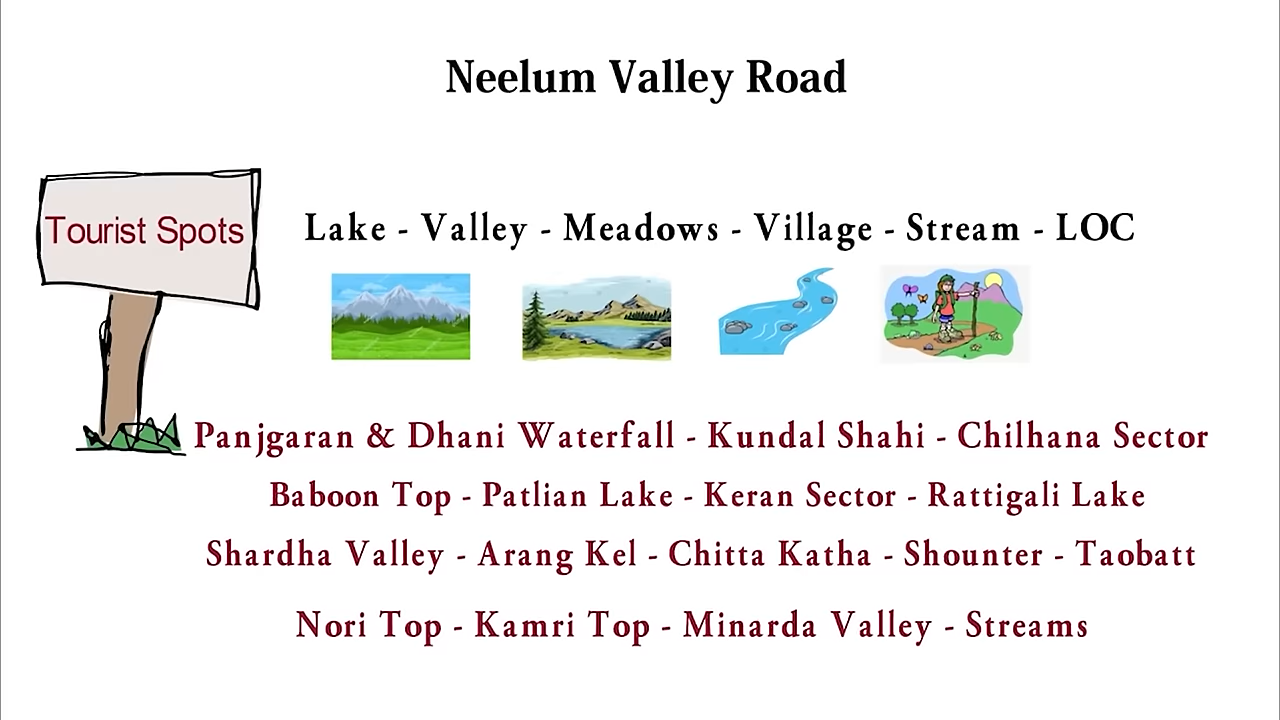 Neelum Valley Road
Tourist Spots
Lake - Valley - Meadows - Village - Stream - LOC
Panjgaran & Dhani Waterfall - Kundal Shahi - Chilhana Sector
Baboon Top - Patlian Lake - Keran Sector - Rattigali Lake
Shardha Valley - Arang Kel - Chitta Katha - Shounter - Taobatt
Nori Top - Kamri Top - Minarda Valley - Streams